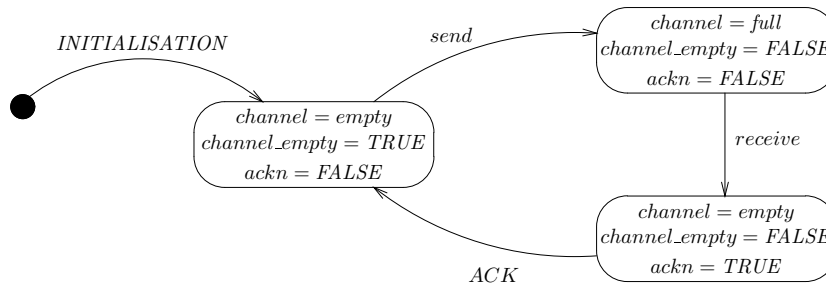 INITIALISATION
send
channel = full
channel_empty = FALSE
ackn = FALSE
channel = empty
channel_empty = TRUE
ackn = FALSE
receive
channel = empty
channel_empty = FALSE
ackn = TRUE
ACK